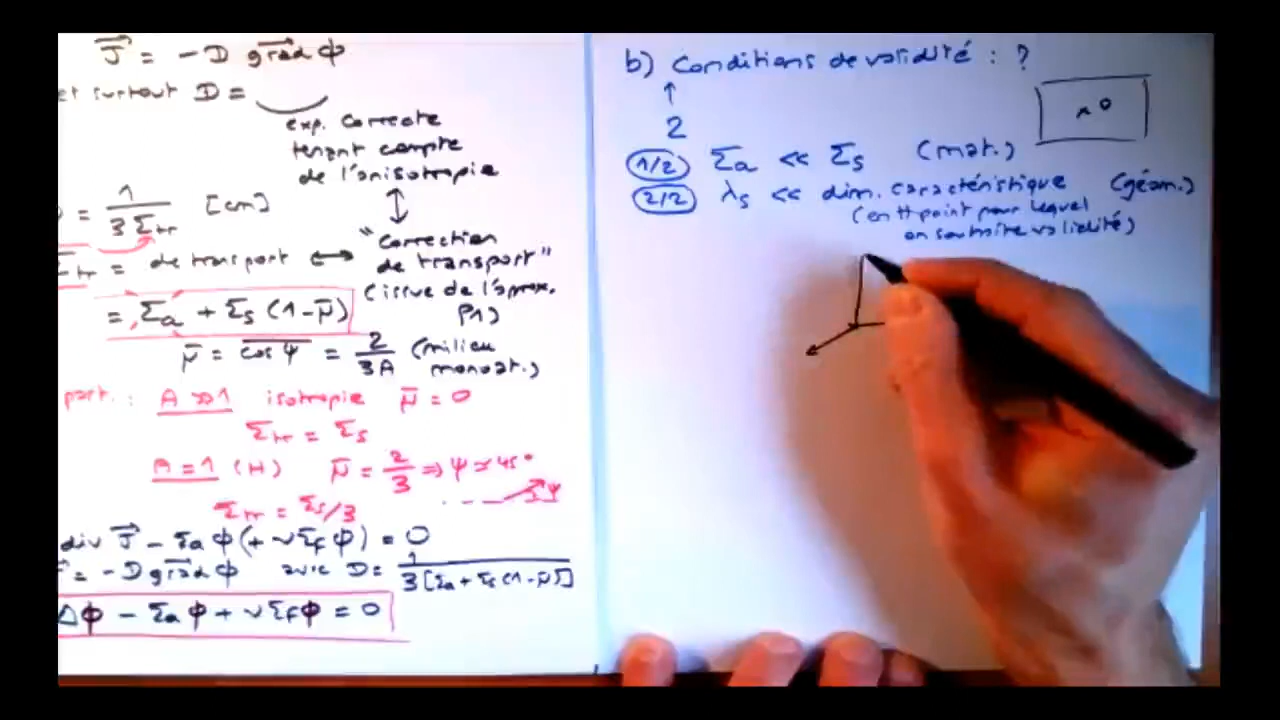 J = - D grad ϕ
et surtout D =
exp. correcte
tenant compte
de l'anisotropie
= 1 / 3 Σtr [cm]
"Correction
de transport"
(issue de l'aprox.
P1)
Σtr = de transport ↔
= Σa + Σs (1-μ̄)
μ̄ = cos ψ = 2/3A (milieu
monoat.)
part. : A >> 1 isotropie μ̄ = 0
Σtr = Σs
A = 1 (H) μ̄ = 2/3 ⇒ ψ ≈ 45°
ψ
Σtr = Σs/3
div J - Σa ϕ (+ νΣf ϕ) = 0
= - D grad ϕ avec D = 1 / 3[Σa + Σs (1-μ̄)]
Δϕ - Σa ϕ + νΣf ϕ = 0
b) Conditions de validité : ?
↑
2
1/2 Σa << Σs (mat.)
2/2 λs << dim. caractéristique (géom.)
(en tt point pour lequel
on souhaite validité)